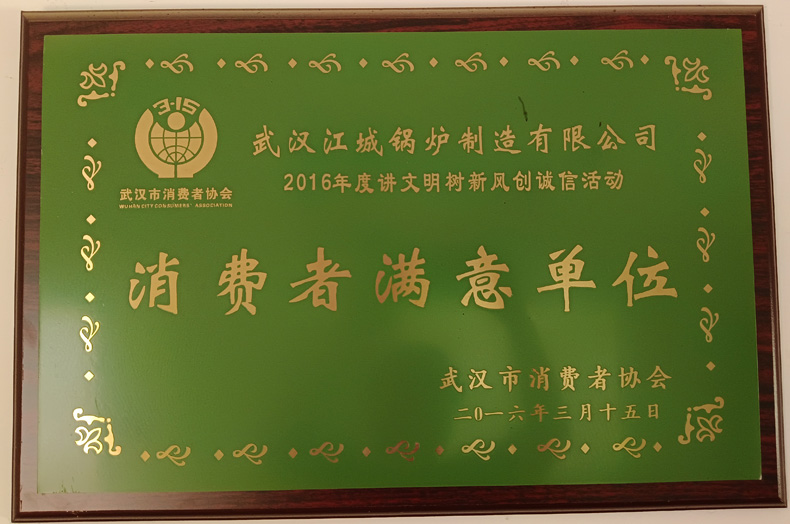 3·15
武汉市消费者协会
WUHAN CITY CONSUMERS' ASSOCIATION
武汉江城锅炉制造有限公司
2016年度讲文明树新风创诚信活动
消费者满意单位
武汉市消费者协会
二0一六年三月十五日